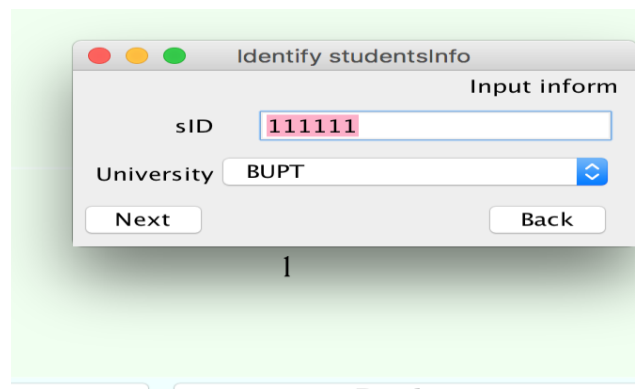 Identify studentsInfo
Input inform
sID 111111
University BUPT
Next Back
1